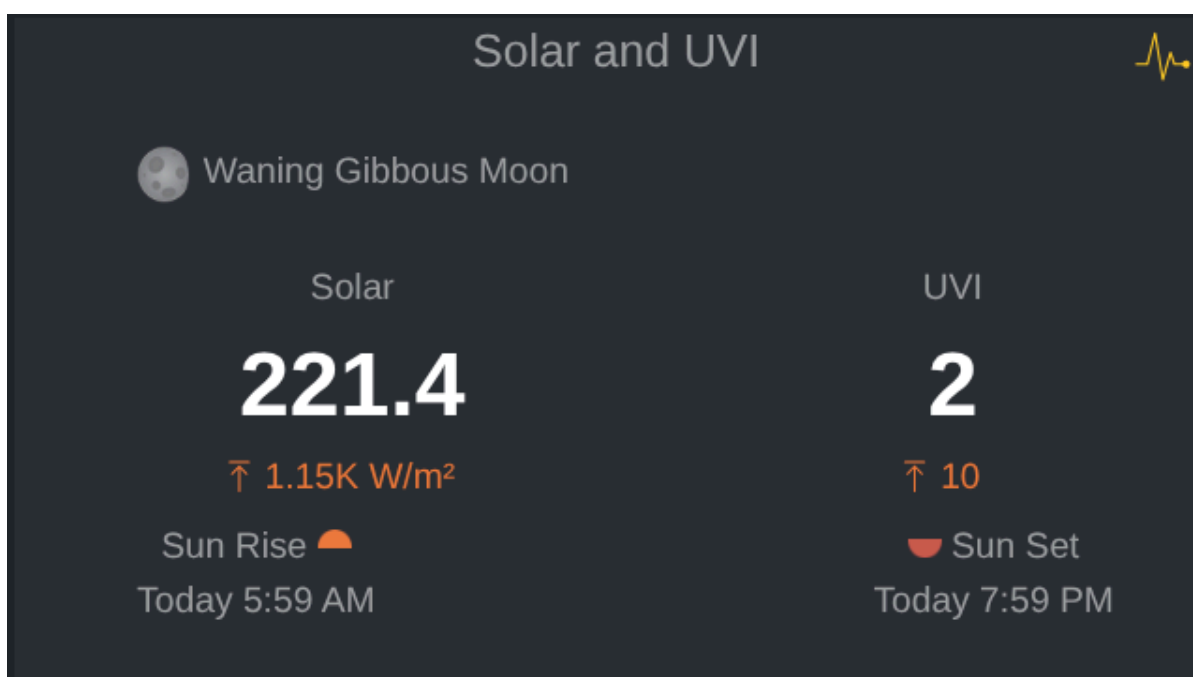 Solar and UVI
Waning Gibbous Moon
Solar
UVI
221.4
2
1.15K W/m²
10
Sun Rise
Sun Set
Today 5:59 AM
Today 7:59 PM